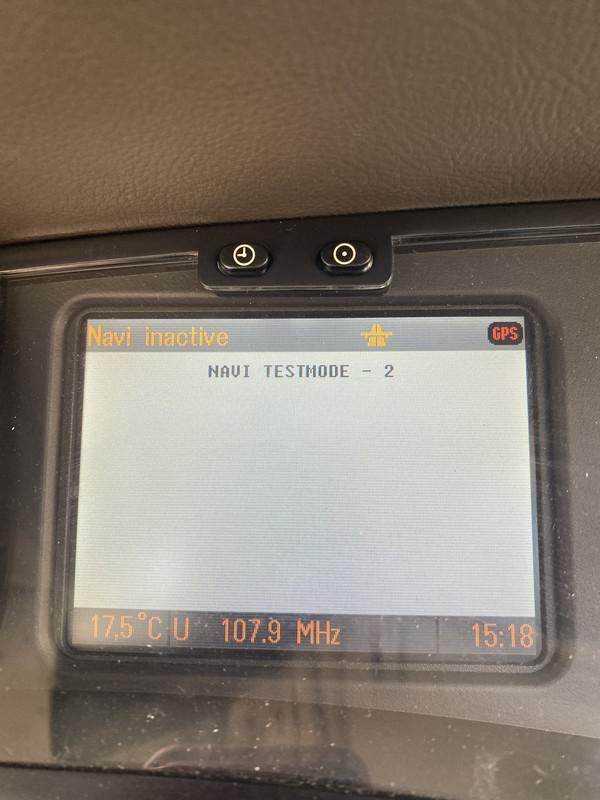 Navi inactive GPS
NAVI TESTMODE - 2
17,5°C U 107.9 MHz 15:18